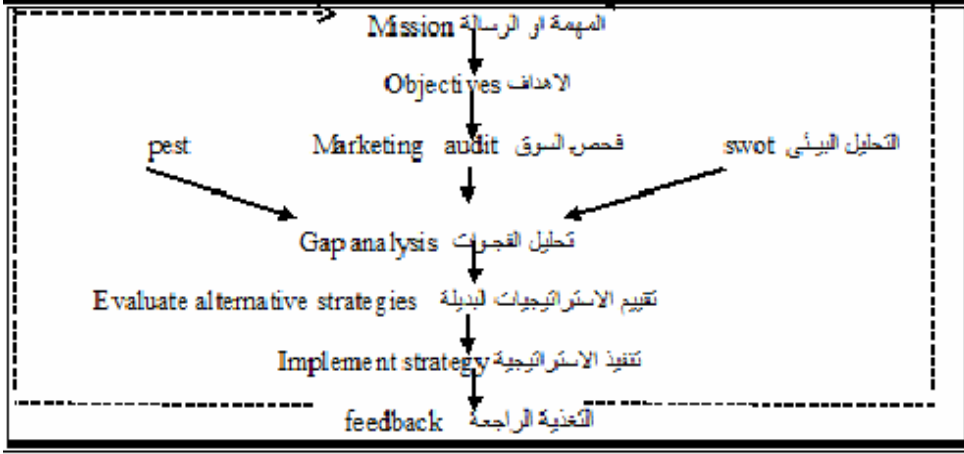 المهمة او الرسالة Mission
الاهداف Objectives
pest Marketing audit فحص السوق swot التحليل البيئي
Gap analysis تحليل الفجوات
Evaluate alternative strategies تقييم الاستراتيجيات البديلة
Implement strategy تنفيذ الاستراتيجية
feedback التغذية الراجعة